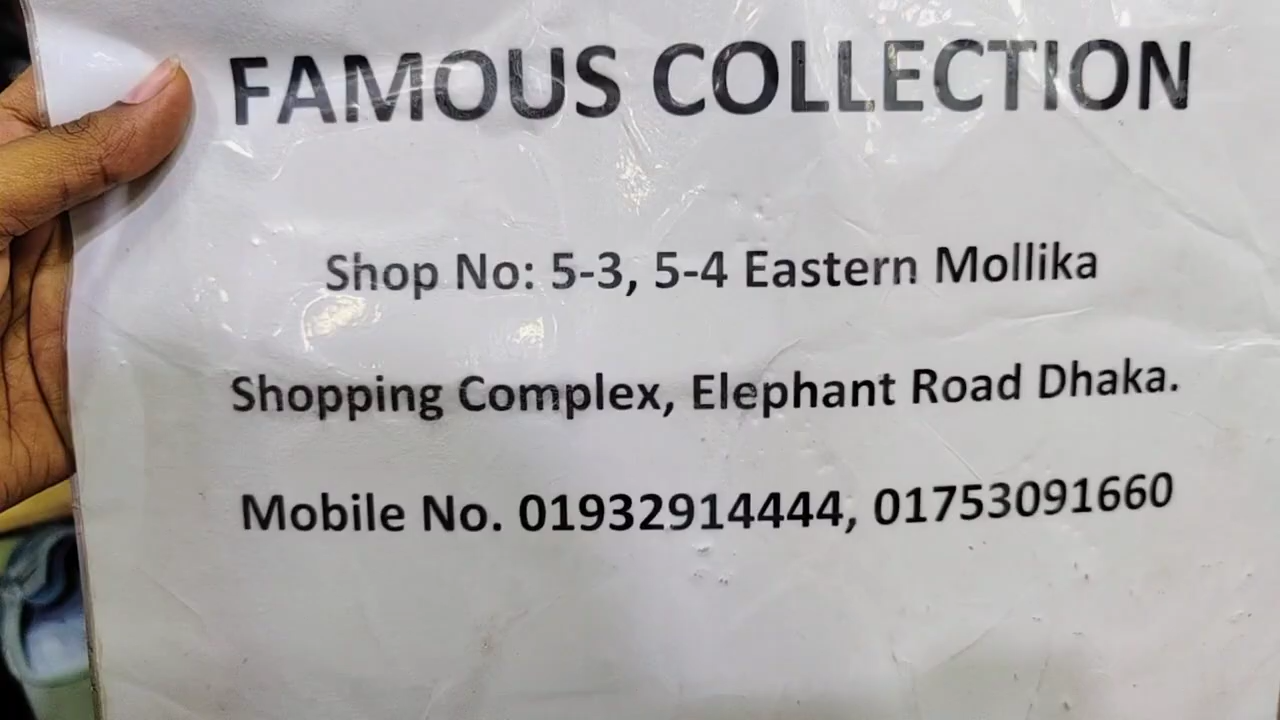 FAMOUS COLLECTION
Shop No: 5-3, 5-4 Eastern Mollika
Shopping Complex, Elephant Road Dhaka.
Mobile No. 01932914444, 01753091660